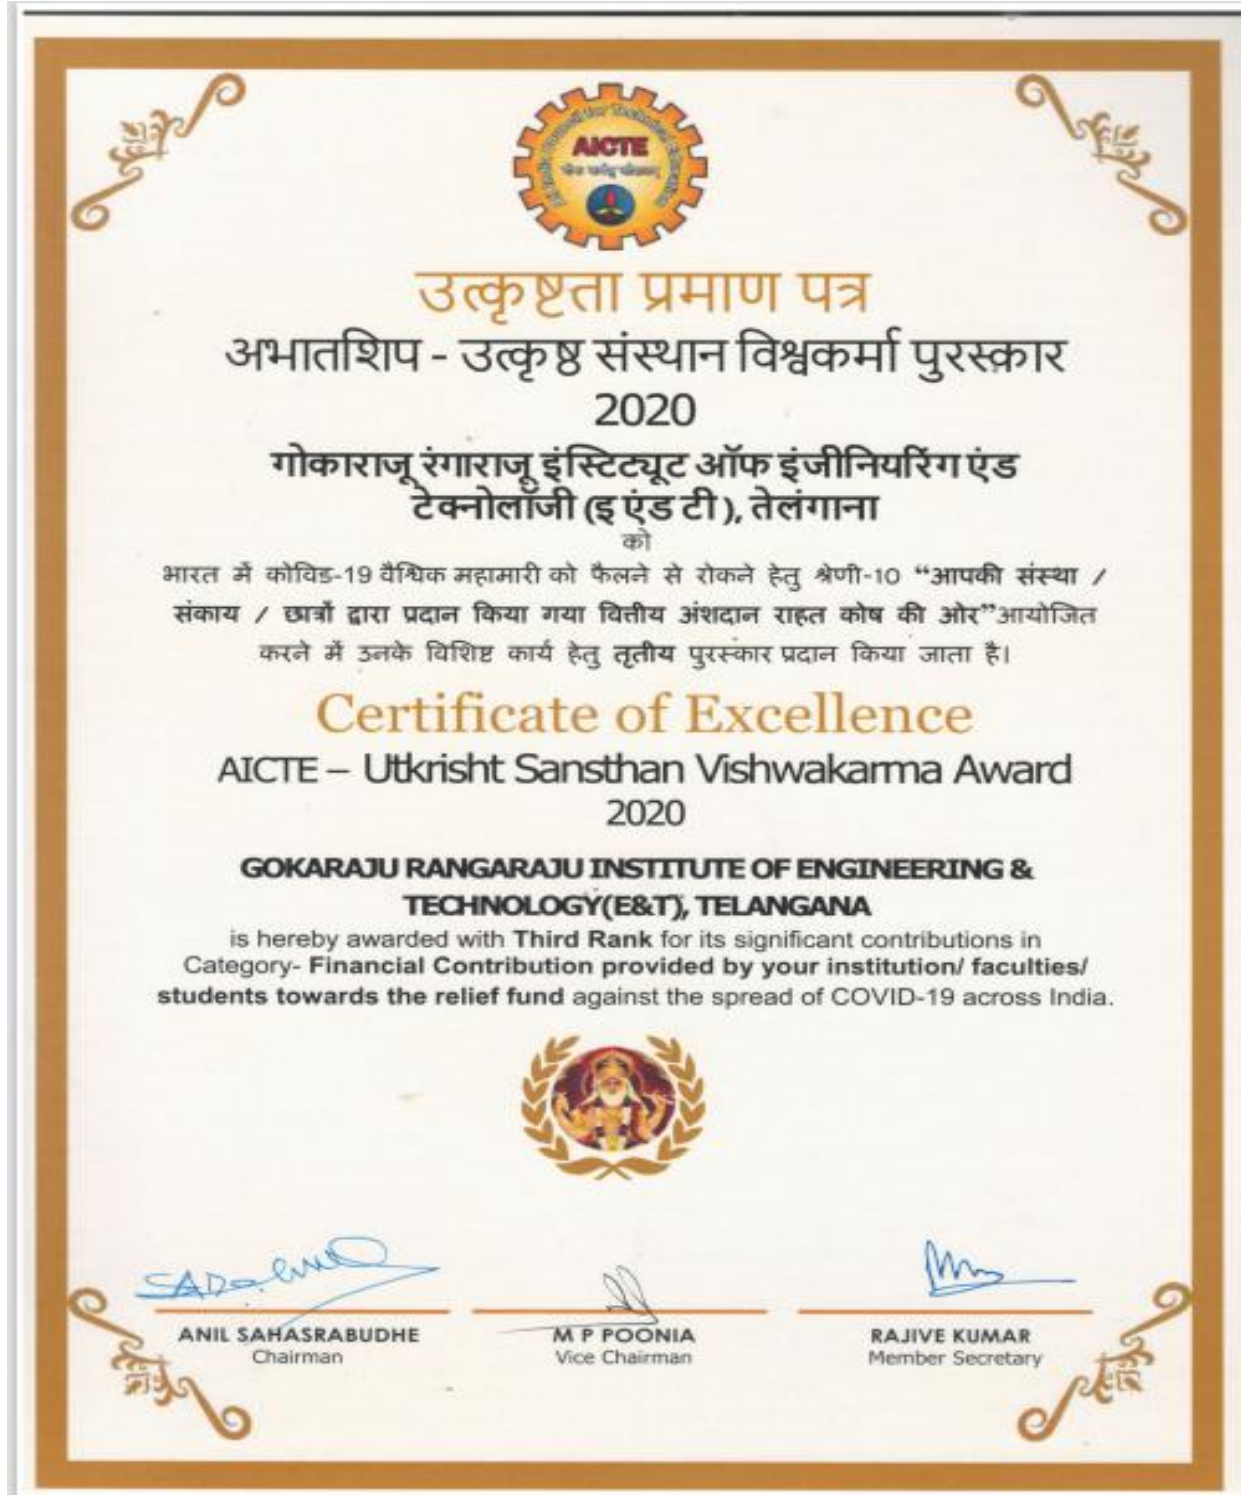 AICTE
उत्कृष्टता प्रमाण पत्र
अभातशिप - उत्कृष्ठ संस्थान विश्वकर्मा पुरस्कार
2020
गोकाराजू रंगाराजू इंस्टिट्यूट ऑफ इंजीनियरिंग एंड
टेक्नोलॉजी (इ एंड टी ), तेलंगाना
को
भारत में कोविड-19 वैश्विक महामारी को फैलने से रोकने हेतु श्रेणी-10 “आपकी संस्था /
संकाय / छात्रों द्वारा प्रदान किया गया वित्तीय अंशदान राहत कोष की ओर”आयोजित
करने में उनके विशिष्ट कार्य हेतु तृतीय पुरस्कार प्रदान किया जाता है।
Certificate of Excellence
AICTE – Utkrisht Sansthan Vishwakarma Award
2020
GOKARAJU RANGARAJU INSTITUTE OF ENGINEERING &
TECHNOLOGY(E&T), TELANGANA
is hereby awarded with Third Rank for its significant contributions in
Category- Financial Contribution provided by your institution/ faculties/
students towards the relief fund against the spread of COVID-19 across India.
ANIL SAHASRABUDHE
Chairman
M P POONIA
Vice Chairman
RAJIVE KUMAR
Member Secretary